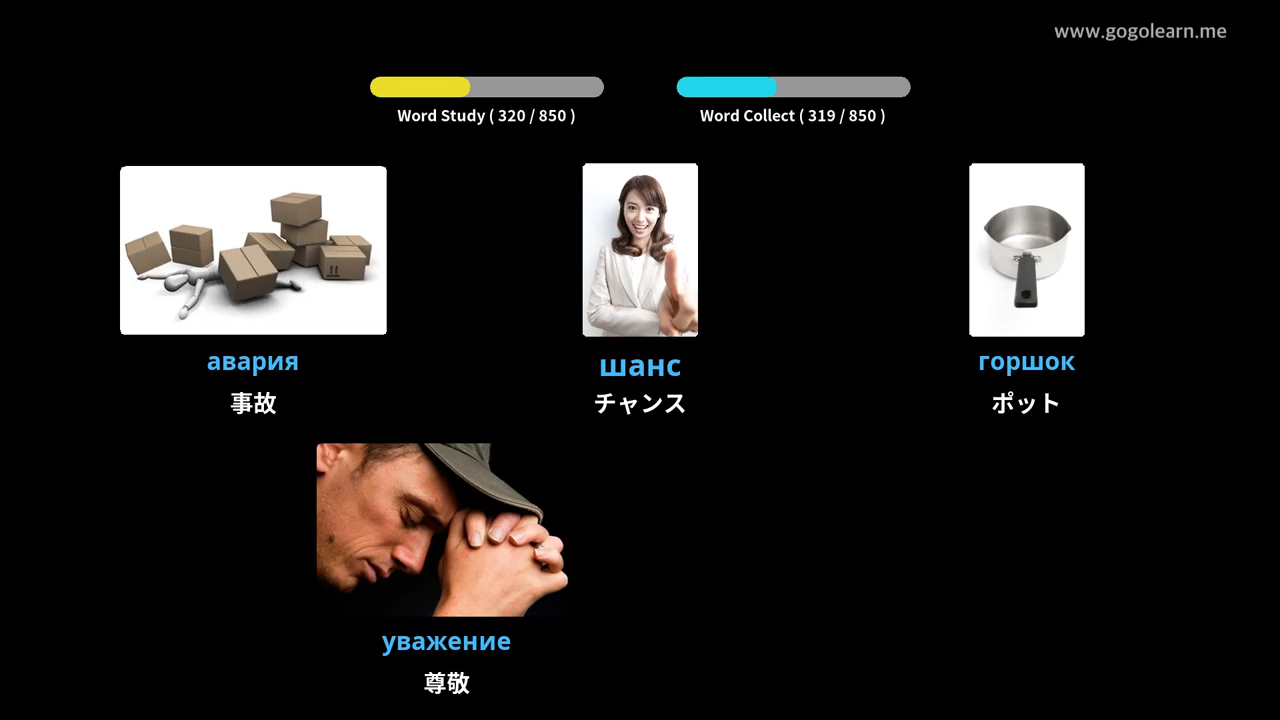 www.gogolearn.me
Word Study ( 320 / 850 )
Word Collect ( 319 / 850 )
авария
事故
шанс
チャンス
горшок
ポット
уважение
尊敬